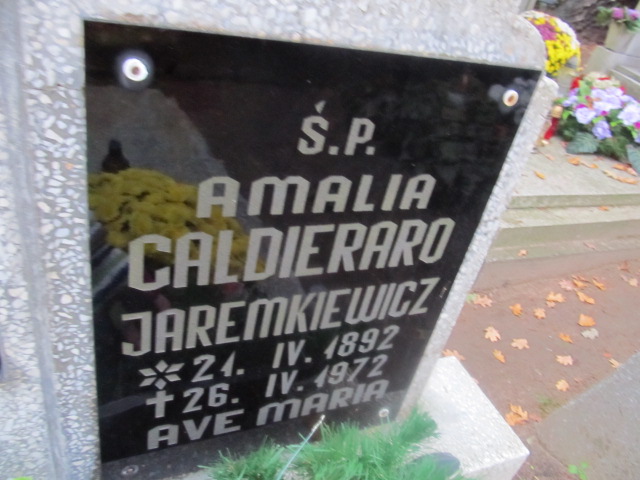 Ś.P.
AMALIA
CALDIERARO
JAREMKIEWICZ
* 21. IV. 1892
† 26. IV. 1972
AVE MARIA